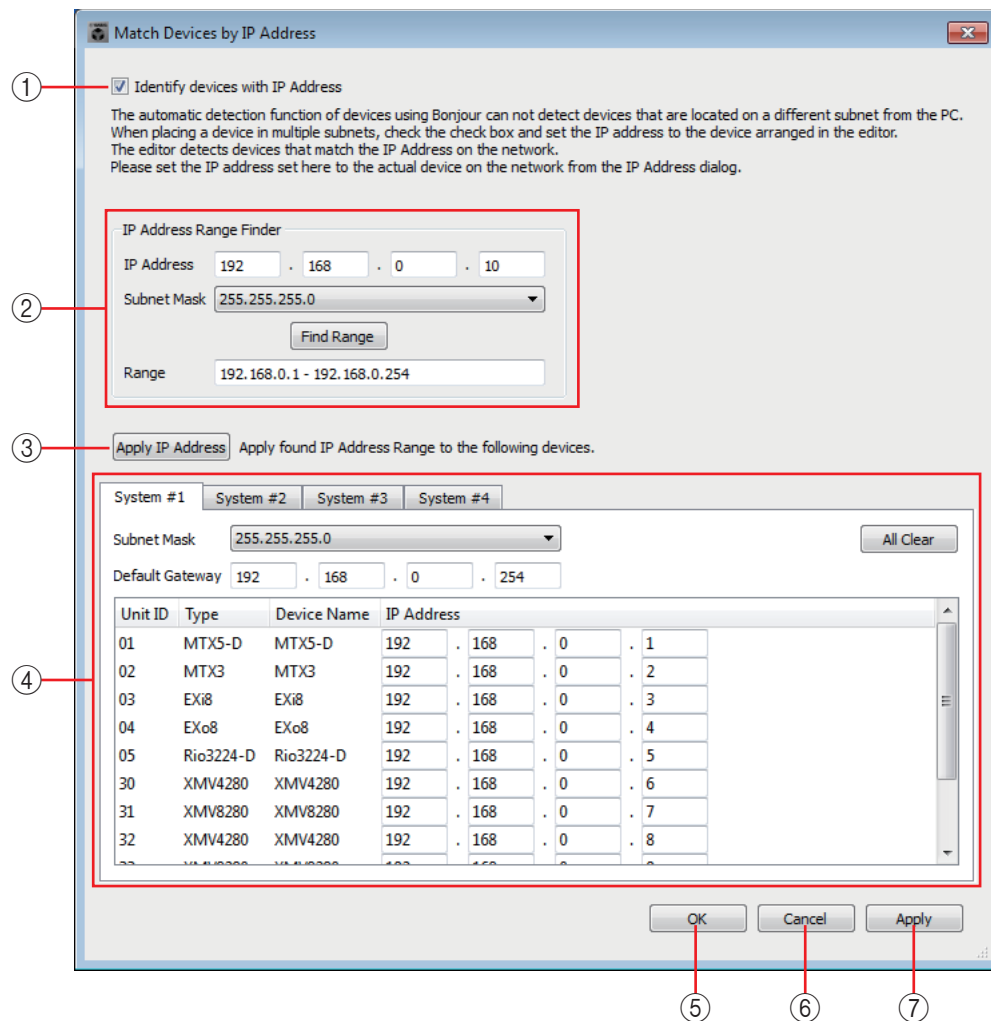 Match Devices by IP Address
① Identify devices with IP Address
The automatic detection function of devices using Bonjour can not detect devices that are located on a different subnet from the PC.
When placing a device in multiple subnets, check the check box and set the IP address to the device arranged in the editor.
The editor detects devices that match the IP Address on the network.
Please set the IP address set here to the actual device on the network from the IP Address dialog.
IP Address Range Finder
IP Address 192 . 168 . 0 . 10
② Subnet Mask 255.255.255.0
Find Range
Range 192.168.0.1 - 192.168.0.254
③ Apply IP Address Apply found IP Address Range to the following devices.
System #1 System #2 System #3 System #4
Subnet Mask 255.255.255.0 All Clear
Default Gateway 192 . 168 . 0 . 254
Unit ID Type Device Name IP Address
01 MTX5-D MTX5-D 192 . 168 . 0 . 1
④ 02 MTX3 MTX3 192 . 168 . 0 . 2
03 EXi8 EXi8 192 . 168 . 0 . 3
04 EXo8 EXo8 192 . 168 . 0 . 4
05 Rio3224-D Rio3224-D 192 . 168 . 0 . 5
30 XMV4280 XMV4280 192 . 168 . 0 . 6
31 XMV8280 XMV8280 192 . 168 . 0 . 7
32 XMV4280 XMV4280 192 . 168 . 0 . 8
OK Cancel Apply
⑤ ⑥ ⑦